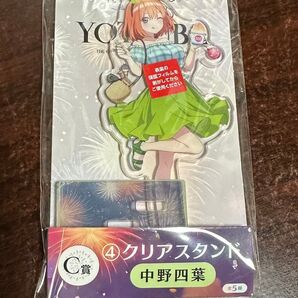 YO
表面の
保護フィルムを
剥がしてから
ご使用ください
C賞
④クリアスタンド
中野四葉
全5種